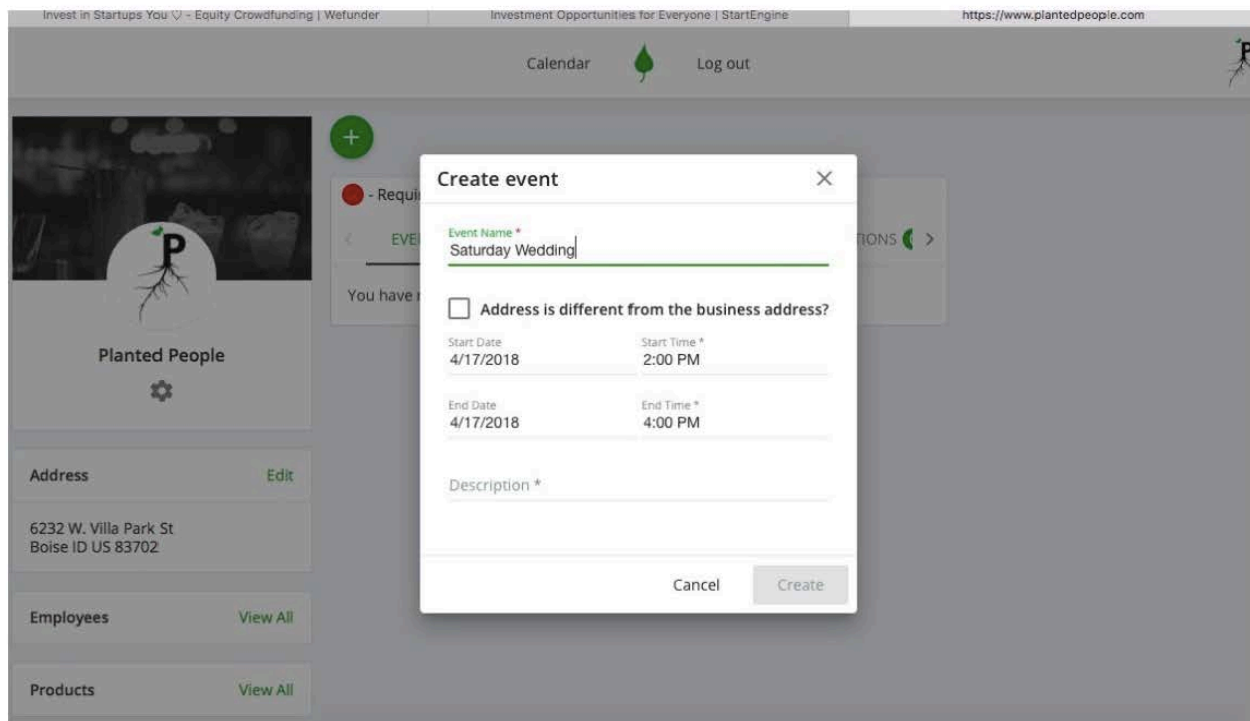 Invest in Startups You ♡ - Equity Crowdfunding | Wefunder
Investment Opportunities for Everyone | StartEngine
https://www.plantedpeople.com
Calendar
Log out
P
P
Planted People
Address
Edit
6232 W. Villa Park St
Boise ID US 83702
Employees
View All
Products
View All
+
- Requi
EVE
TIONS
You have
Create event
Event Name *
Saturday Wedding
Address is different from the business address?
Start Date
Start Time *
4/17/2018
2:00 PM
End Date
End Time *
4/17/2018
4:00 PM
Description *
Cancel
Create